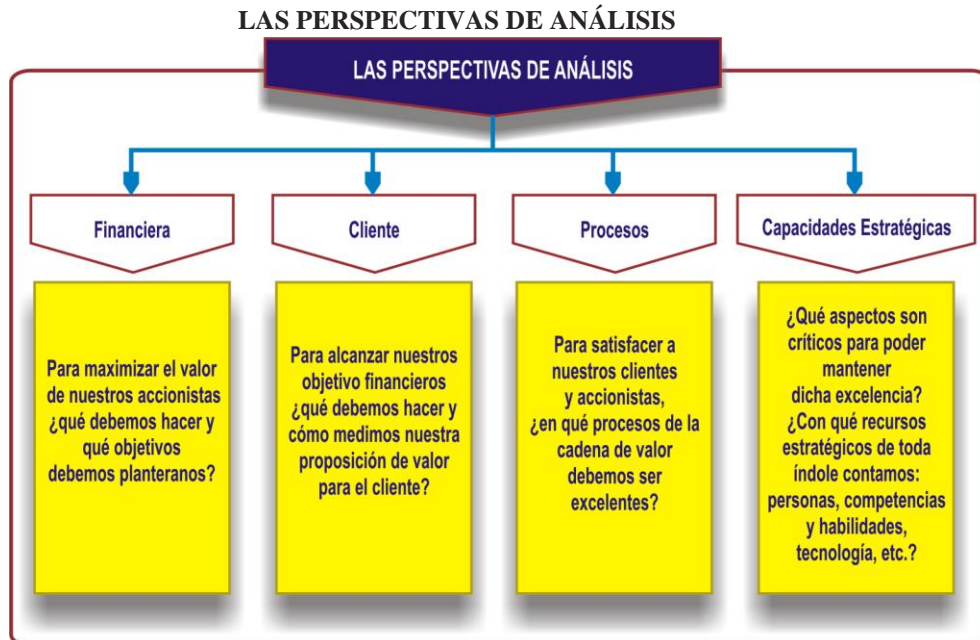 LAS PERSPECTIVAS DE ANÁLISIS
LAS PERSPECTIVAS DE ANÁLISIS
Financiera
Cliente
Procesos
Capacidades Estratégicas
Para maximizar el valor
de nuestros accionistas
¿qué debemos hacer y
qué objetivos
debemos planteranos?
Para alcanzar nuestros
objetivo financieros
¿qué debemos hacer y
cómo medimos nuestra
proposición de valor
para el cliente?
Para satisfacer a
nuestros clientes
y accionistas,
¿en qué procesos de la
cadena de valor
debemos ser
excelentes?
¿Qué aspectos son
críticos para poder
mantener
dicha excelencia?
¿Con qué recursos
estratégicos de toda
índole contamos:
personas, competencias
y habilidades,
tecnología, etc.?